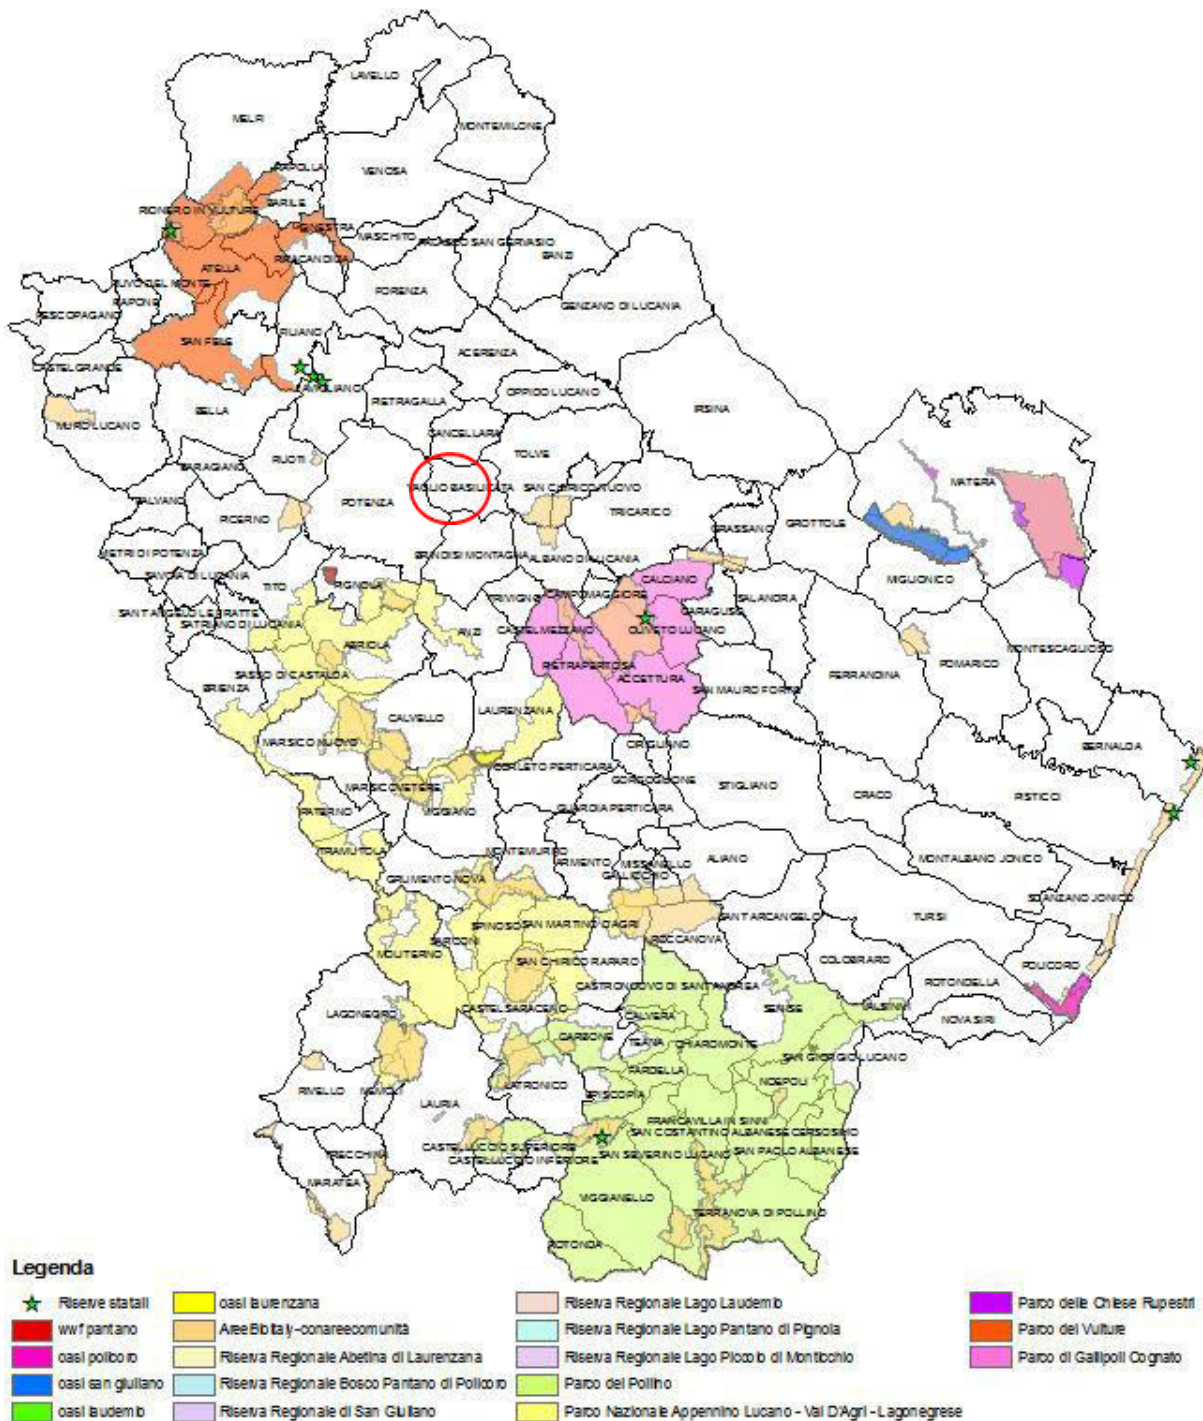 LAVELLO
MELFI
MONTEMILONE
RAPOLLA
VENOSA
BARILE
RIONERO IN VULTURE
GINESTRA
MASCHITO
PALAZZO SAN GERVASIO
BANZI
RIPACANDIDA
ATELLA
RUVO DEL MONTE
FORENZA
RAPONE
GENZANO DI LUCANIA
PESCOPAGANO
FILIANO
SAN FELE
ACERENZA
CASTELGRANDE
AVIGLIANO
OPPIDO LUCANO
PIETRAGALLA
IRSINA
BELLA
MURO LUCANO
CANCELLARA
TOLVE
RUOTI
BARAGIANO
VAGLIO BASILICATA
SAN CHIRICO NUOVO
MATERA
BALVANO
POTENZA
PICERNO
TRICARICO
GRASSANO
GROTTOLE
VIETRI DI POTENZA
BRINDISI MONTAGNA
ALBANO DI LUCANIA
SAVOIA DI LUCANIA
TITO
PIGNOLA
CALCIANO
MIGLIONICO
TRIVIGNO
CAMPOMAGGIORE
SALANDRA
SANT'ANGELO LE FRATTE
SATRIANO DI LUCANIA
GARAGUSO
CASTELMEZZANO
OLIVETO LUCANO
ANZI
ABRIOLA
MONTESCAGLIOSO
PIETRAPERTOSA
POMARICO
SASSO DI CASTALDA
ACCETTURA
FERRANDINA
BRIENZA
SAN MAURO FORTE
LAURENZANA
CALVELLO
MARSICO NUOVO
CIRIGLIANO
BERNALDA
CORLETO PERTICARA
GORGOGLIONE
STIGLIANO
MARSICOVETERE
CRACO
PISTICCI
PATERNO
VIGGIANO
GUARDIA PERTICARA
TRAMUTOLA
MONTEMURRO
ARMENTO
MISSANELLO
ALIANO
MONTALBANO JONICO
GRUMENTO NOVA
GALLICCHIO
SCANZANO JONICO
SPINOSO
SAN MARTINO D'AGRI
SANT'ARCANGELO
TURSI
SARCONI
ROCCANOVA
MOLITERNO
SAN CHIRICO RAPARO
COLOBRARO
POLICORO
ROTONDELLA
CASTRONUOVO DI SANT'ANDREA
LAGONEGRO
CASTELSARACENO
CALVERA
SENISE
VALSINNI
NOVA SIRI
CARBONE
TEANA
CHIAROMONTE
SAN GIORGIO LUCANO
FARDELLA
NOEPOLI
RIVELLO
NEMOLI
LATRONICO
EPISCOPIA
LAURIA
FRANCAVILLA IN SINNI
SAN COSTANTINO ALBANESE
CERSOSIMO
CASTELLUCCIO SUPERIORE
SAN SEVERINO LUCANO
SAN PAOLO ALBANESE
TRECCHINA
CASTELLUCCIO INFERIORE
MARATEA
VIGGIANELLO
TERRANOVA DI POLLINO
ROTONDA
Legenda
Riserve statali
wwf pantano
oasi policoro
oasi san giuliano
oasi laudemio
oasi laurenzana
AreeBioItaly-conareecomunità
Riserva Regionale Abetina di Laurenzana
Riserva Regionale Bosco Pantano di Policoro
Riserva Regionale di San Giuliano
Riserva Regionale Lago Laudemio
Riserva Regionale Lago Pantano di Pignola
Riserva Regionale Lago Piccolo di Monticchio
Parco del Pollino
Parco Nazionale Appennino Lucano - Val D'Agri - Lagonegrese
Parco delle Chiese Rupestri
Parco del Vulture
Parco di Gallipoli Cognato